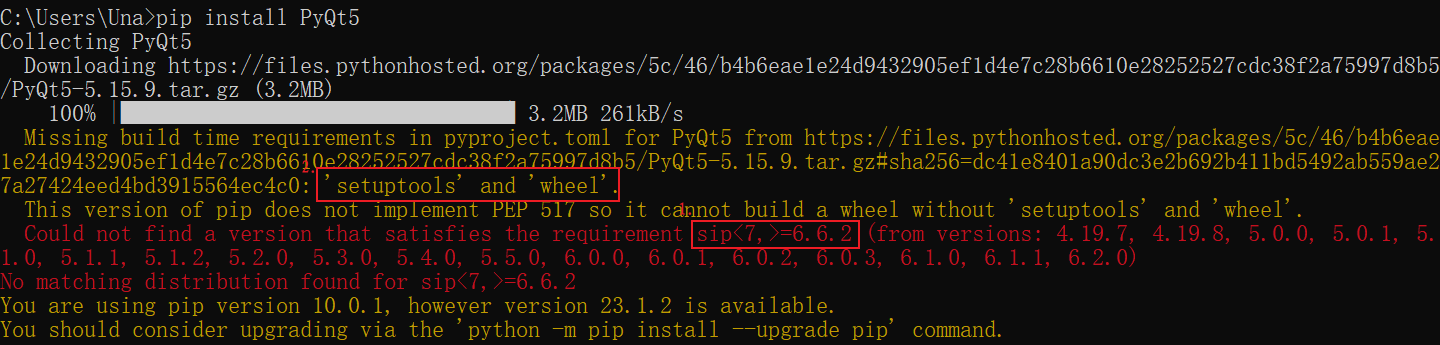 C:\Users\Una>pip install PyQt5
Collecting PyQt5
  Downloading https://files.pythonhosted.org/packages/5c/46/b4b6eae1e24d9432905ef1d4e7c28b6610e28252527cdc38f2a75997d8b5
/PyQt5-5.15.9.tar.gz (3.2MB)
    100% 3.2MB 261kB/s
  Missing build time requirements in pyproject.toml for PyQt5 from https://files.pythonhosted.org/packages/5c/46/b4b6eae
1e24d9432905ef1d4e7c28b6610e28252527cdc38f2a75997d8b5/PyQt5-5.15.9.tar.gz#sha256=dc41e8401a90dc3e2b692b411bd5492ab559ae2
7a27424eed4bd3915564ec4c0: 'setuptools' and 'wheel'.
  This version of pip does not implement PEP 517 so it cannot build a wheel without 'setuptools' and 'wheel'.
  Could not find a version that satisfies the requirement sip<7,>=6.6.2 (from versions: 4.19.7, 4.19.8, 5.0.0, 5.0.1, 5.
1.0, 5.1.1, 5.1.2, 5.2.0, 5.3.0, 5.4.0, 5.5.0, 6.0.0, 6.0.1, 6.0.2, 6.0.3, 6.1.0, 6.1.1, 6.2.0)
No matching distribution found for sip<7,>=6.6.2
You are using pip version 10.0.1, however version 23.1.2 is available.
You should consider upgrading via the 'python -m pip install --upgrade pip' command.